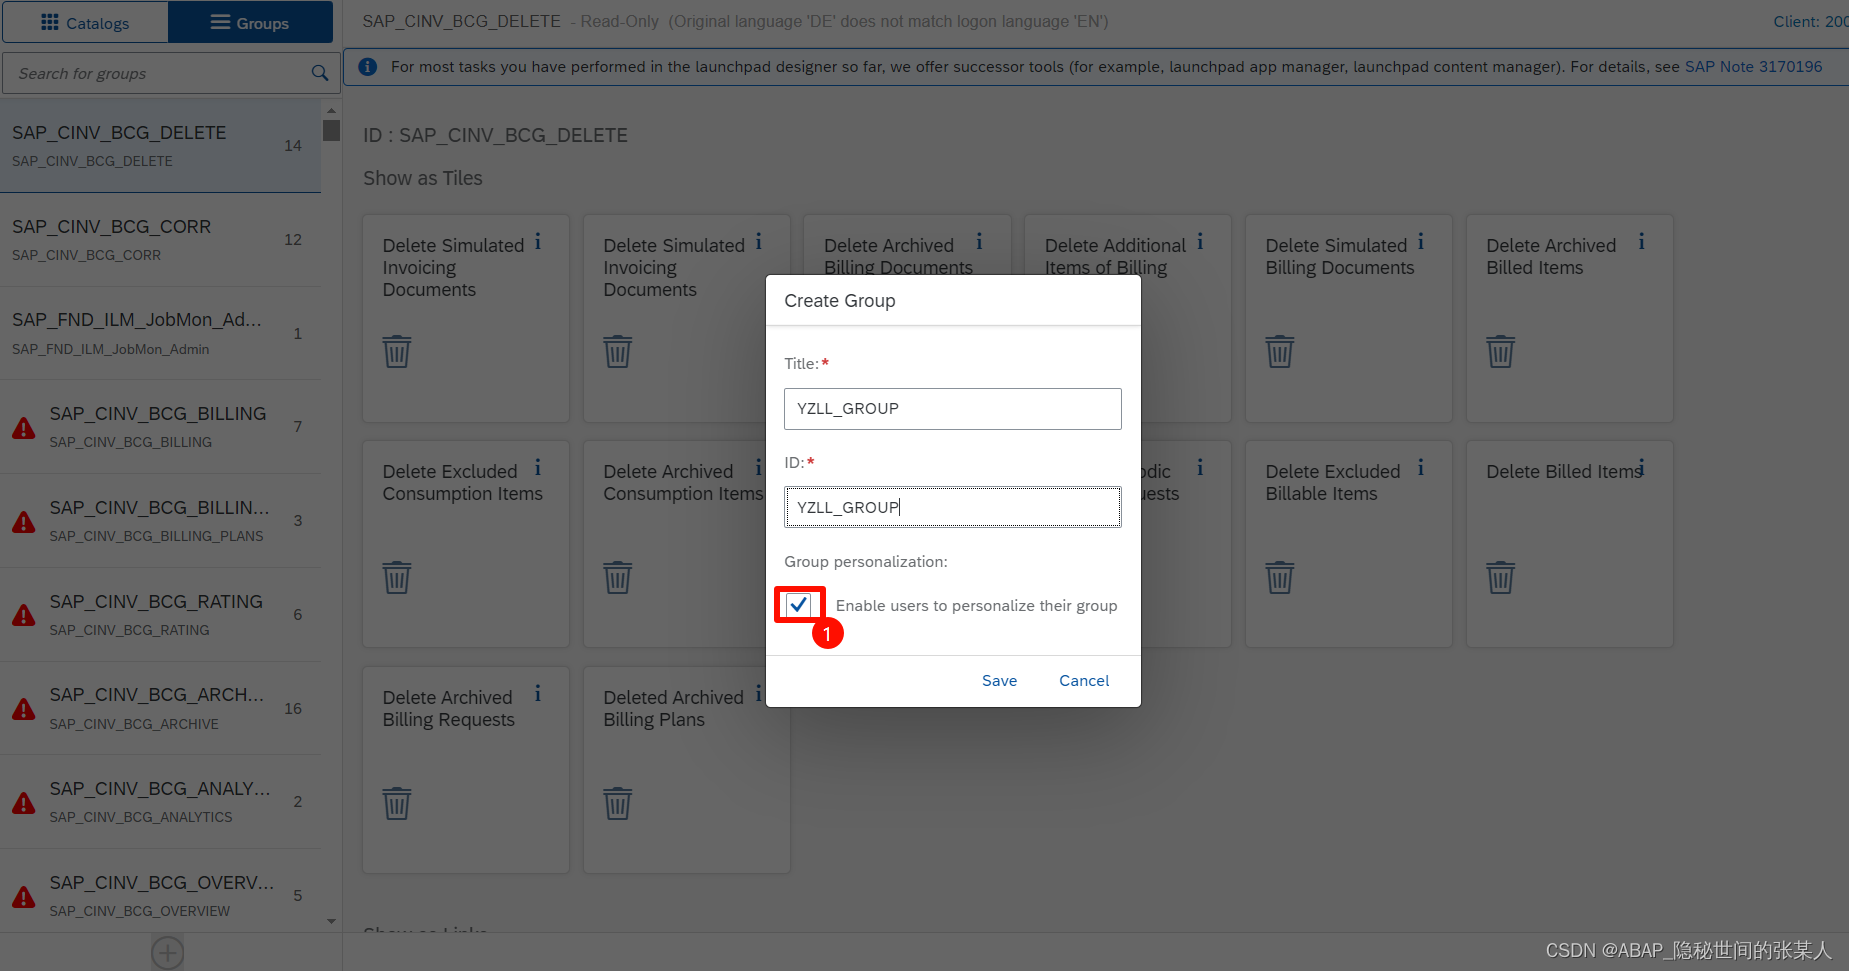 Catalogs
Groups
SAP_CINV_BCG_DELETE - Read-Only (Original language 'DE' does not match logon language 'EN')
Client: 200
Search for groups
For most tasks you have performed in the launchpad designer so far, we offer successor tools (for example, launchpad app manager, launchpad content manager). For details, see SAP Note 3170196
SAP_CINV_BCG_DELETE
14
SAP_CINV_BCG_DELETE
SAP_CINV_BCG_CORR
12
SAP_CINV_BCG_CORR
SAP_FND_ILM_JobMon_Ad...
1
SAP_FND_ILM_JobMon_Admin
SAP_CINV_BCG_BILLING
7
SAP_CINV_BCG_BILLING
SAP_CINV_BCG_BILLIN...
3
SAP_CINV_BCG_BILLING_PLANS
SAP_CINV_BCG_RATING
6
SAP_CINV_BCG_RATING
SAP_CINV_BCG_ARCH...
16
SAP_CINV_BCG_ARCHIVE
SAP_CINV_BCG_ANALY...
2
SAP_CINV_BCG_ANALYTICS
SAP_CINV_BCG_OVERV...
5
SAP_CINV_BCG_OVERVIEW
ID : SAP_CINV_BCG_DELETE
Show as Tiles
Delete Simulated
Invoicing
Documents
Delete Simulated
Invoicing
Documents
Delete Archived
Billing Documents
Delete Additional
Items of Billing
Delete Simulated
Billing Documents
Delete Archived
Billed Items
Delete Excluded
Consumption Items
Delete Archived
Consumption Items
odic
uests
Delete Excluded
Billable Items
Delete Billed Items
Delete Archived
Billing Requests
Deleted Archived
Billing Plans
Show as Links
Create Group
Title:*
YZLL_GROUP
ID:*
YZLL_GROUP
Group personalization:
Enable users to personalize their group
1
Save
Cancel
CSDN @ABAP_隐秘世间的张某人